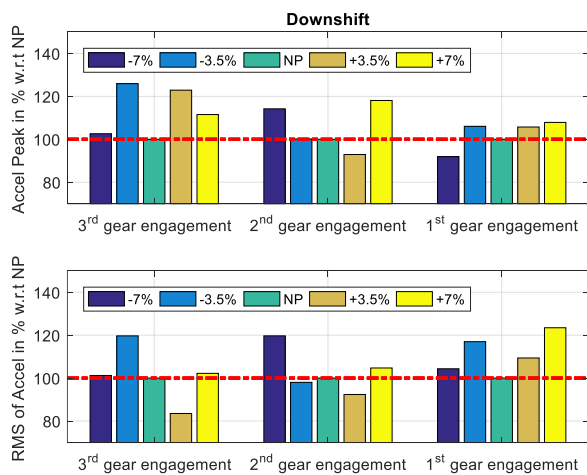 Downshift
Accel Peak in % w.r.t NP
140
120
100
80
-7% -3.5% NP +3.5% +7%
3rd gear engagement 2nd gear engagement 1st gear engagement
RMS of Accel in % w.r.t NP
140
120
100
80
-7% -3.5% NP +3.5% +7%
3rd gear engagement 2nd gear engagement 1st gear engagement